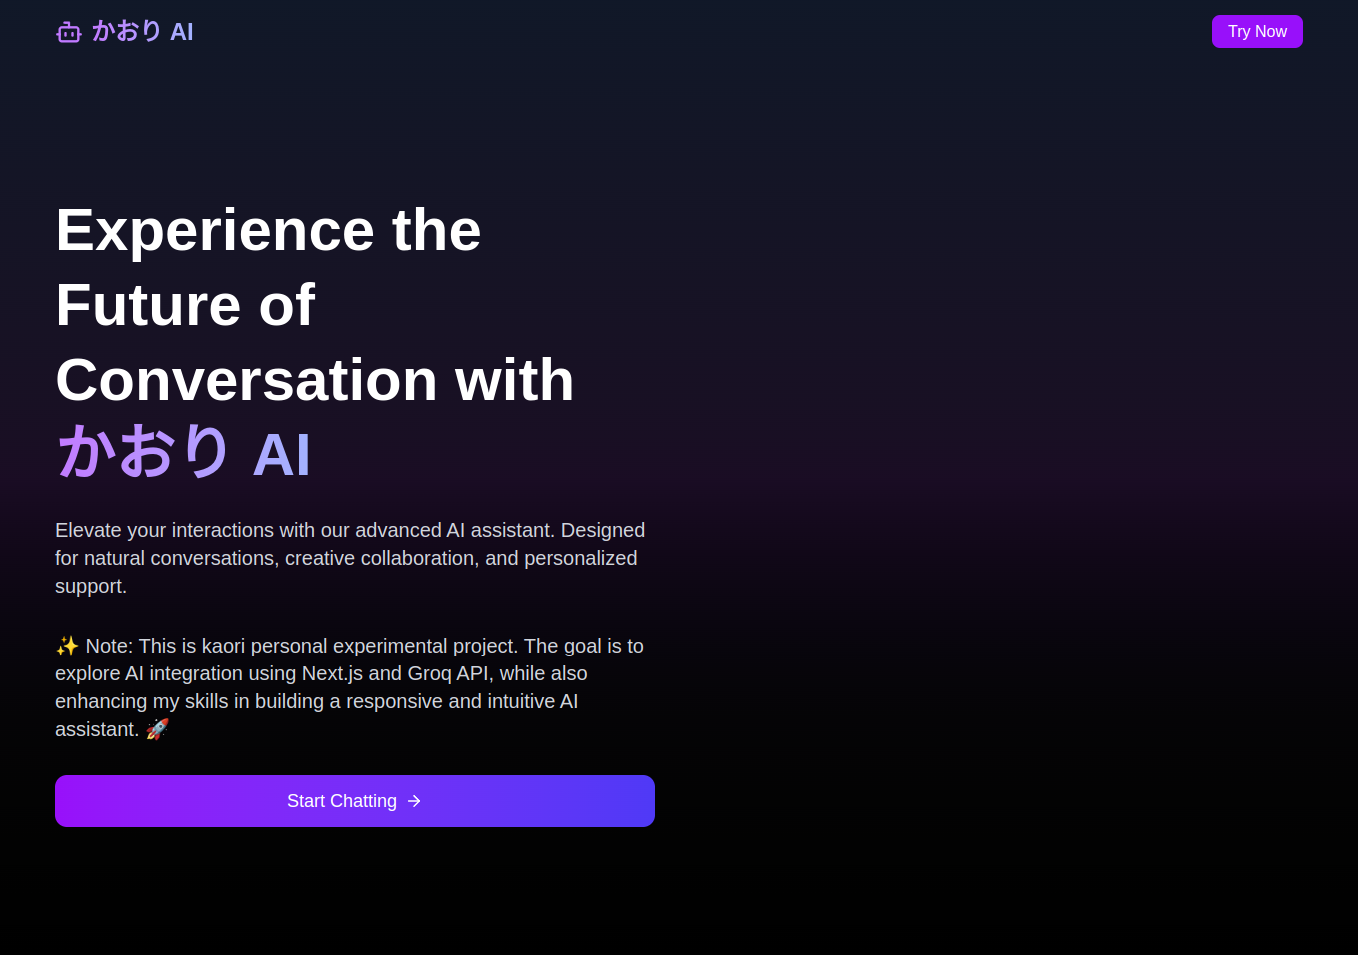 かおり AI
Try Now
Experience the
Future of
Conversation with
かおり AI
Elevate your interactions with our advanced AI assistant. Designed
for natural conversations, creative collaboration, and personalized
support.
✨ Note: This is kaori personal experimental project. The goal is to
explore AI integration using Next.js and Groq API, while also
enhancing my skills in building a responsive and intuitive AI
assistant. 🚀
Start Chatting →